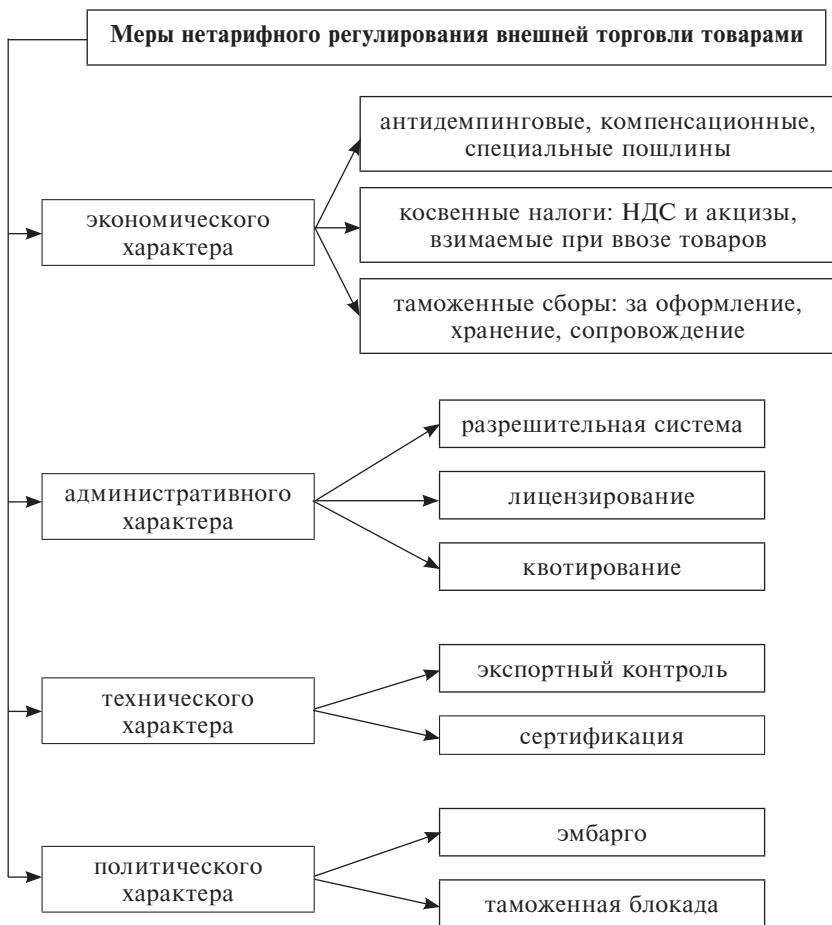 Меры нетарифного регулирования внешней торговли товарами
экономического
характера
антидемпинговые, компенсационные,
специальные пошлины
косвенные налоги: НДС и акцизы,
взимаемые при ввозе товаров
таможенные сборы: за оформление,
хранение, сопровождение
административного
характера
разрешительная система
лицензирование
квотирование
технического
характера
экспортный контроль
сертификация
политического
характера
эмбарго
таможенная блокада